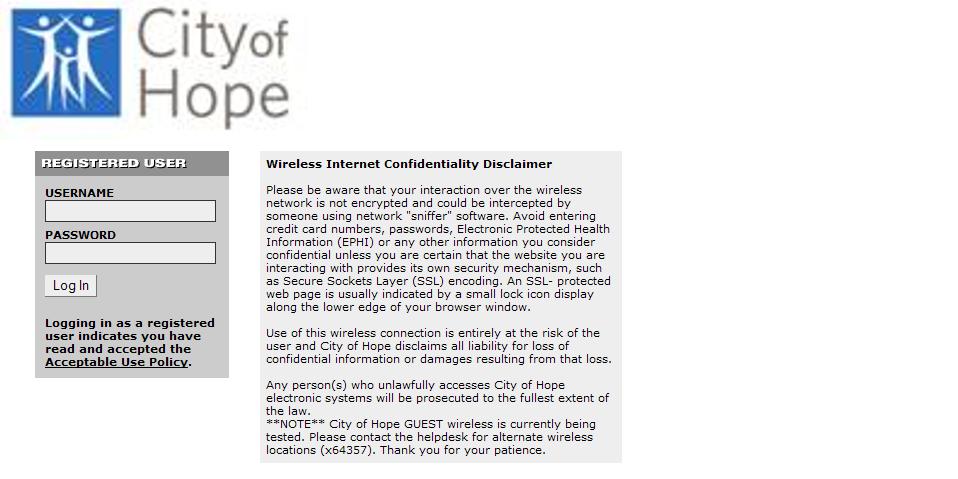 City of
Hope
REGISTERED USER
USERNAME
PASSWORD
Log In
Logging in as a registered
user indicates you have
read and accepted the
Acceptable Use Policy.
Wireless Internet Confidentiality Disclaimer
Please be aware that your interaction over the wireless
network is not encrypted and could be intercepted by
someone using network "sniffer" software. Avoid entering
credit card numbers, passwords, Electronic Protected Health
Information (EPHI) or any other information you consider
confidential unless you are certain that the website you are
interacting with provides its own security mechanism, such
as Secure Sockets Layer (SSL) encoding. An SSL- protected
web page is usually indicated by a small lock icon display
along the lower edge of your browser window.
Use of this wireless connection is entirely at the risk of the
user and City of Hope disclaims all liability for loss of
confidential information or damages resulting from that loss.
Any person(s) who unlawfully accesses City of Hope
electronic systems will be prosecuted to the fullest extent of
the law.
**NOTE** City of Hope GUEST wireless is currently being
tested. Please contact the helpdesk for alternate wireless
locations (x64357). Thank you for your patience.